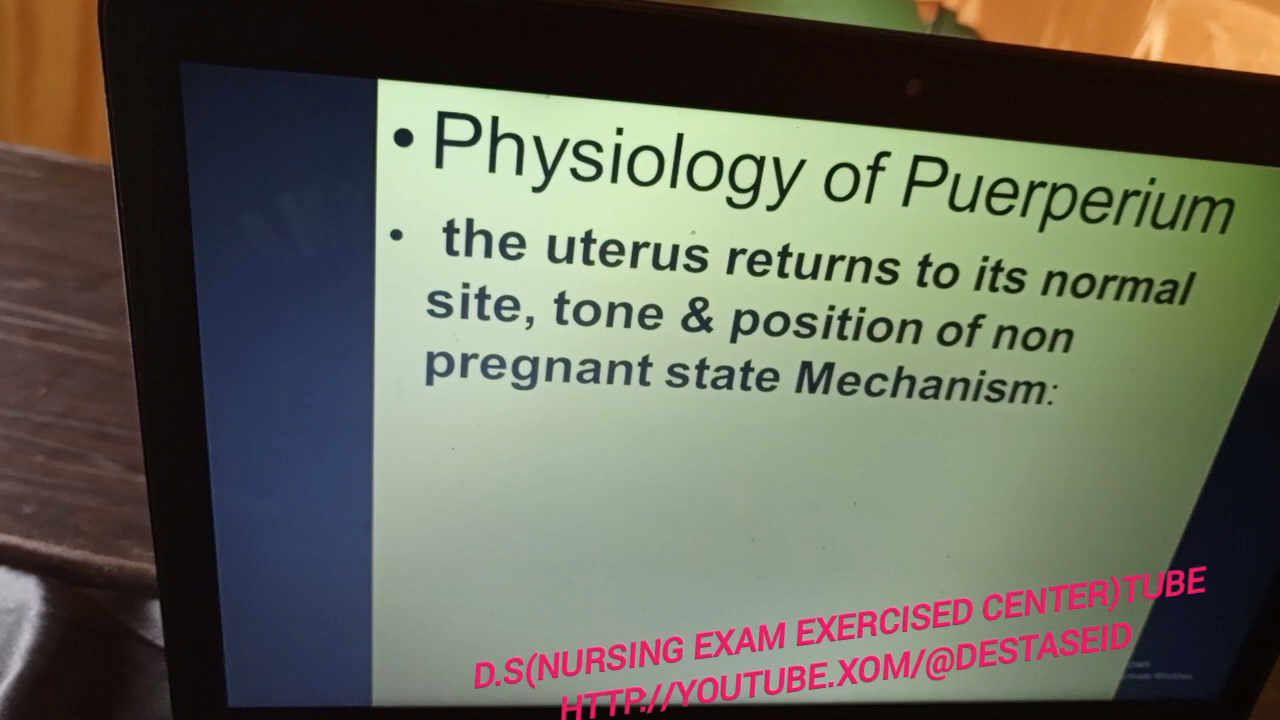 • Physiology of Puerperium
• the uterus returns to its normal
site, tone & position of non
pregnant state Mechanism:
D.S(NURSING EXAM EXERCISED CENTER)TUBE
HTTP://YOUTUBE.XOM/@DESTASEID